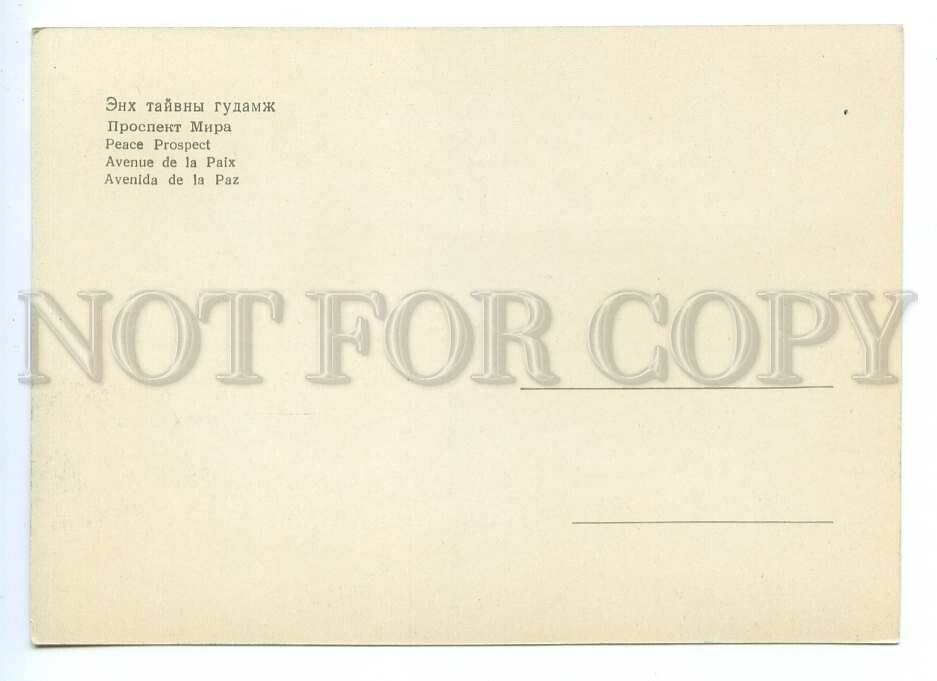 Энх тайвны гудамж
Проспект Мира
Peace Prospect
Avenue de la Paix
Avenida de la Paz
NOT FOR COPY